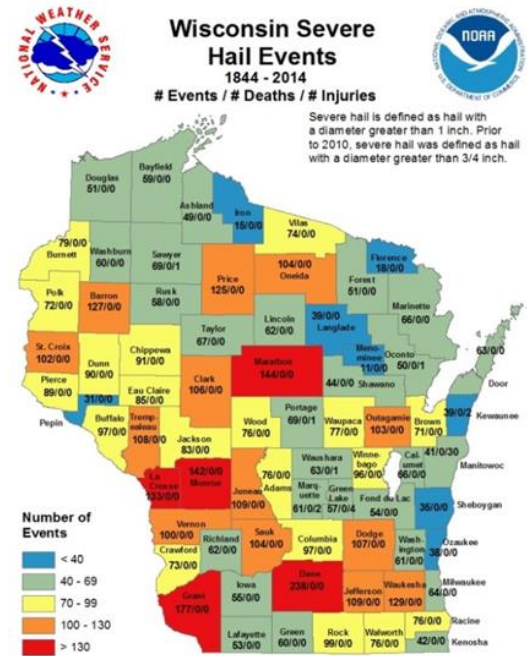 NATIONAL WEATHER SERVICE
Wisconsin Severe
Hail Events
1844 - 2014
# Events / # Deaths / # Injuries
NATIONAL OCEANIC AND ATMOSPHERIC ADMINISTRATION
NOAA
U.S. DEPARTMENT OF COMMERCE
Severe hail is defined as hail with
a diameter greater than 1 inch. Prior
to 2010, severe hail was defined as hail
with a diameter greater than 3/4 inch.
Douglas
51/0/0
Bayfield
59/0/0
Ashland
49/0/0
Iron
15/0/0
Vilas
74/0/0
79/0/0
Burnett
Washburn
60/0/0
Sawyer
69/0/1
Price
125/0/0
104/0/0
Oneida
Florence
18/0/0
Forest
51/0/0
Marinette
66/0/0
Polk
72/0/0
Barron
127/0/0
Rusk
58/0/0
Lincoln
62/0/0
39/0/0
Langlade
Taylor
67/0/0
Meno-
minee
11/0/0
Oconto
50/0/1
63/0/0
Door
St. Croix
102/0/0
Dunn
90/0/0
Chippewa
91/0/0
Marathon
144/0/0
44/0/0
Shawano
Pierce
89/0/0
Eau Claire
85/0/0
Clark
106/0/0
31/0/0
Pepin
Buffalo
97/0/0
Tremp-
ealeau
108/0/0
Jackson
83/0/0
Wood
76/0/0
Portage
69/0/1
Waupaca
77/0/0
Outagamie
103/0/0
Brown
71/0/0
39/0/2
Kewaunee
La
Crosse
133/0/0
142/0/0
Monroe
Juneau
109/0/0
76/0/0
Adams
Waushara
63/0/1
Winne-
bago
96/0/0
Cal-
umet
66/0/0
41/0/30
Manitowoc
Marq-
uette
61/0/2
Green
Lake
57/0/4
Fond du Lac
54/0/0
35/0/0
Sheboygan
Vernon
100/0/0
Crawford
73/0/0
Richland
62/0/0
Sauk
104/0/0
Columbia
97/0/0
Dodge
107/0/0
Wash-
ington
61/0/0
Ozaukee
38/0/0
Grant
177/0/0
Iowa
55/0/0
Dane
238/0/0
Jefferson
109/0/0
Waukesha
129/0/0
Milwaukee
64/0/0
Lafayette
53/0/0
Green
60/0/0
Rock
99/0/0
Walworth
76/0/0
76/0/0
Racine
42/0/0
Kenosha
Number of
Events
< 40
40 - 69
70 - 99
100 - 130
> 130